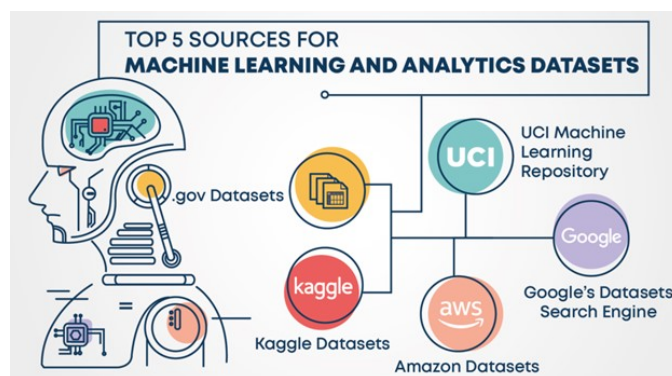 TOP 5 SOURCES FOR
MACHINE LEARNING AND ANALYTICS DATASETS
.gov Datasets
UCI
UCI Machine
Learning
Repository
kaggle
Kaggle Datasets
aws
Amazon Datasets
Google
Google's Datasets
Search Engine